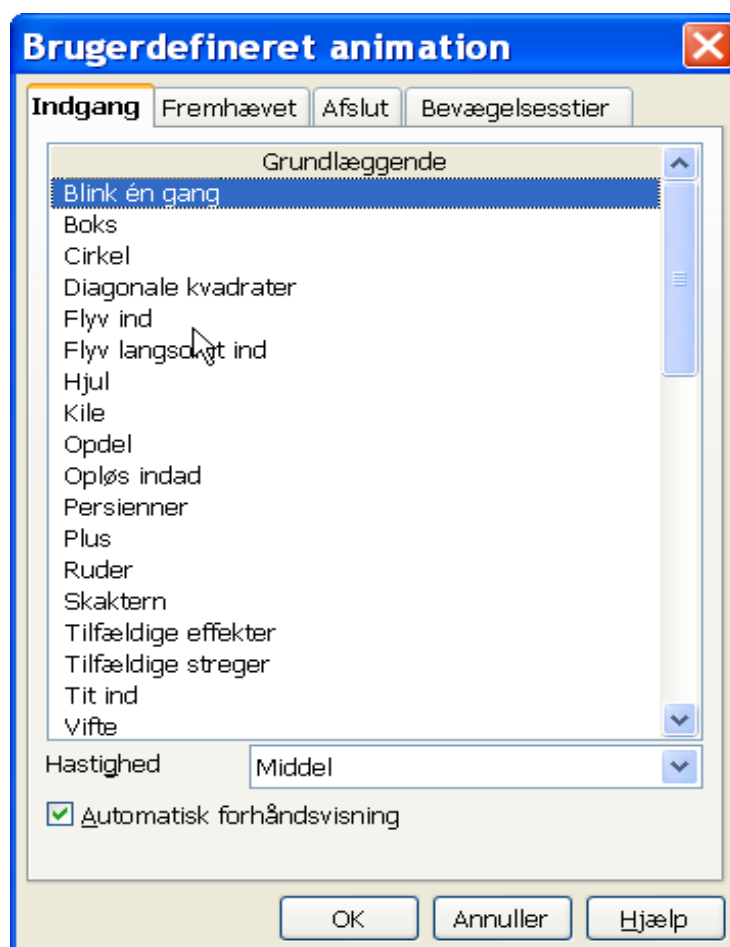 Brugerdefineret animation
Indgang Fremhævet Afslut Bevægelsesstier
Grundlæggende
Blink én gang
Boks
Cirkel
Diagonale kvadrater
Flyv ind
Flyv langsomt ind
Hjul
Kile
Opdel
Opløs indad
Persienner
Plus
Ruder
Skaktern
Tilfældige effekter
Tilfældige streger
Tit ind
Vifte
Hastighed Middel
Automatisk forhåndsvisning
OK Annuller Hjælp